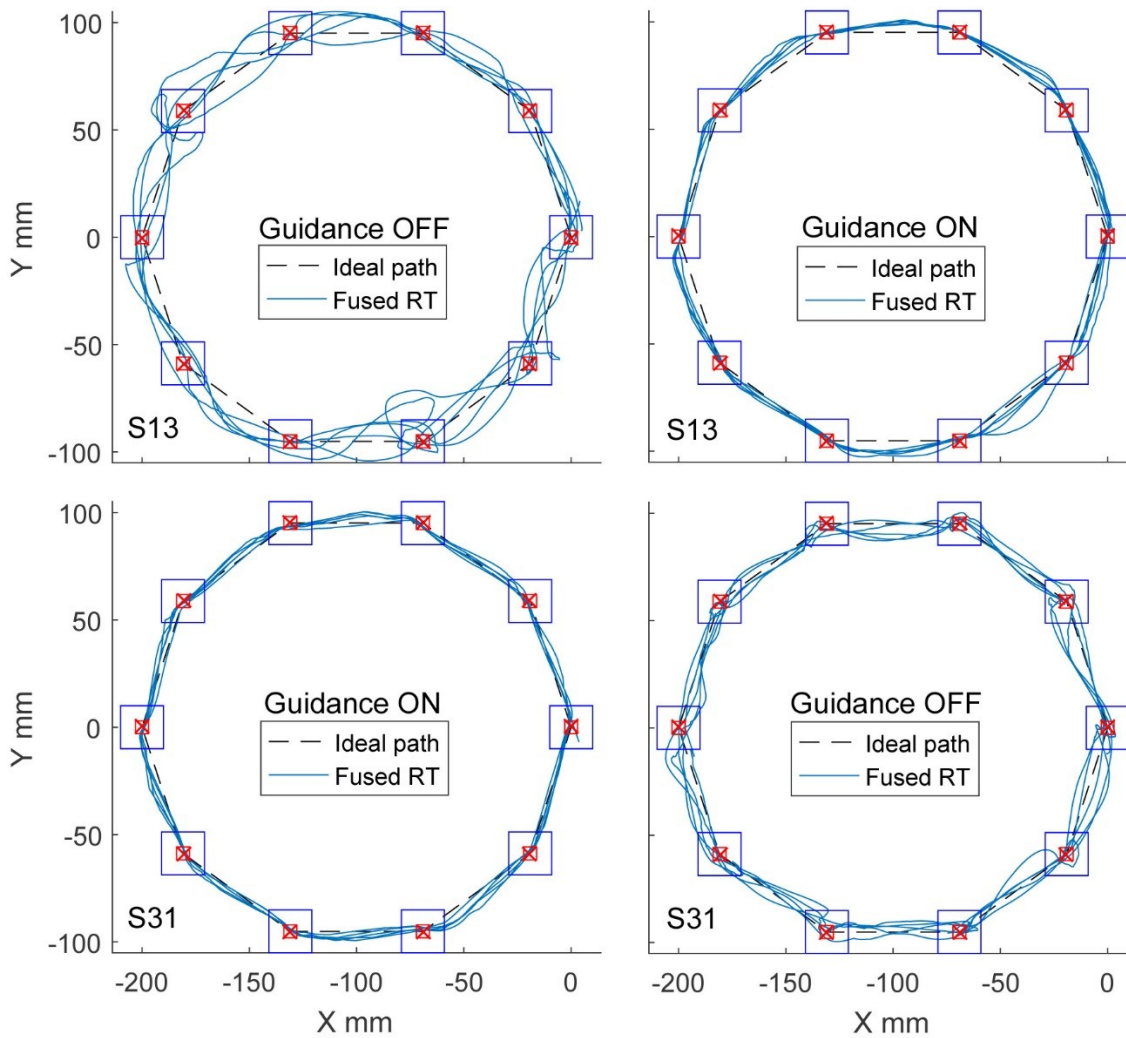 100
50
0
-50
-100
Y mm
Guidance OFF
Ideal path
Fused RT
S13
Guidance ON
Ideal path
Fused RT
S13
100
50
0
-50
-100
Y mm
Guidance ON
Ideal path
Fused RT
S31
-200 -150 -100 -50 0
X mm
Guidance OFF
Ideal path
Fused RT
S31
-200 -150 -100 -50 0
X mm